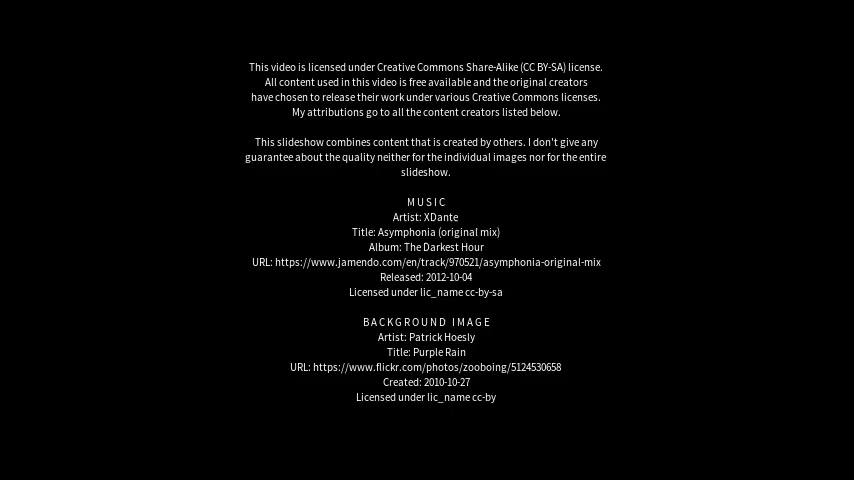 This video is licensed under Creative Commons Share-Alike (CC BY-SA) license.
All content used in this video is free available and the original creators
have chosen to release their work under various Creative Commons licenses.
My attributions go to all the content creators listed below.
This slideshow combines content that is created by others. I don't give any
guarantee about the quality neither for the individual images nor for the entire
slideshow.
MUSIC
Artist: XDante
Title: Asymphonia (original mix)
Album: The Darkest Hour
URL: https://www.jamendo.com/en/track/970521/asymphonia-original-mix
Released: 2012-10-04
Licensed under lic_name cc-by-sa
BACKGROUND IMAGE
Artist: Patrick Hoesly
Title: Purple Rain
URL: https://www.flickr.com/photos/zooboing/5124530658
Created: 2010-10-27
Licensed under lic_name cc-by